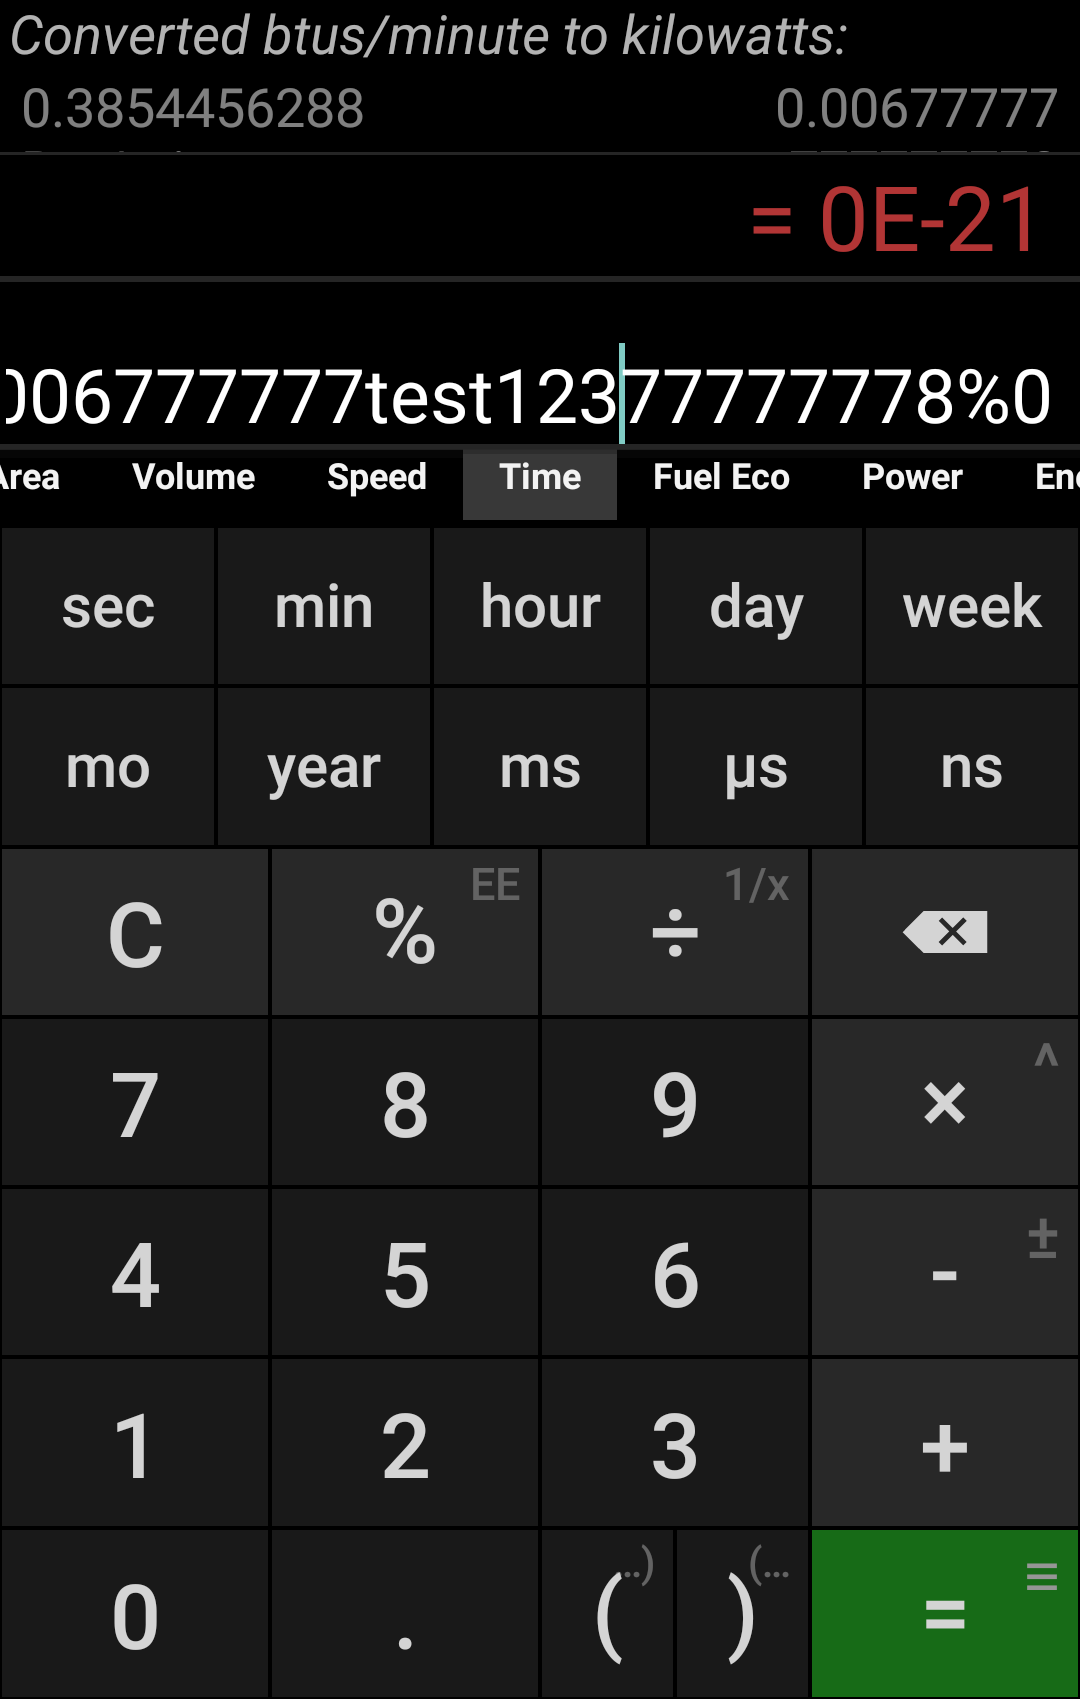 Converted btus/minute to kilowatts:
0.3854456288 0.00677777
= 0E-21
006777777test12377777778%0
Area Volume Speed Time Fuel Eco Power
sec min hour day week
mo year ms µs ns
C % EE ÷ 1/x
7 8 9 × ^
4 5 6 - ±
1 2 3 +
0 . ( ..) ) (... =